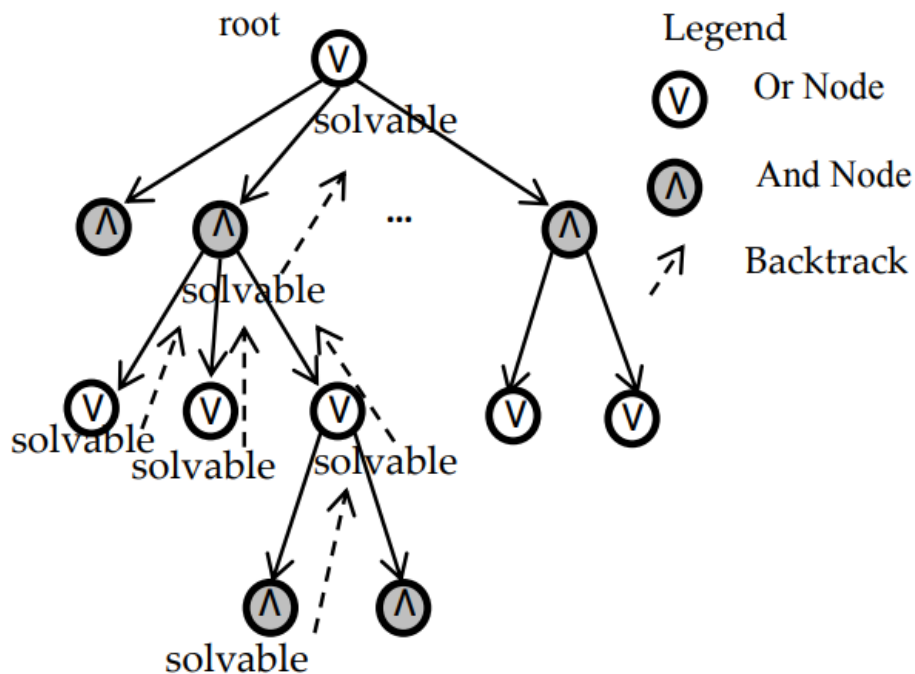 root
Legend
V
V
Or Node
solvable
Λ
And Node
Λ
Λ
...
Λ
Backtrack
solvable
V
V
V
V
V
solvable
solvable
solvable
Λ
Λ
solvable